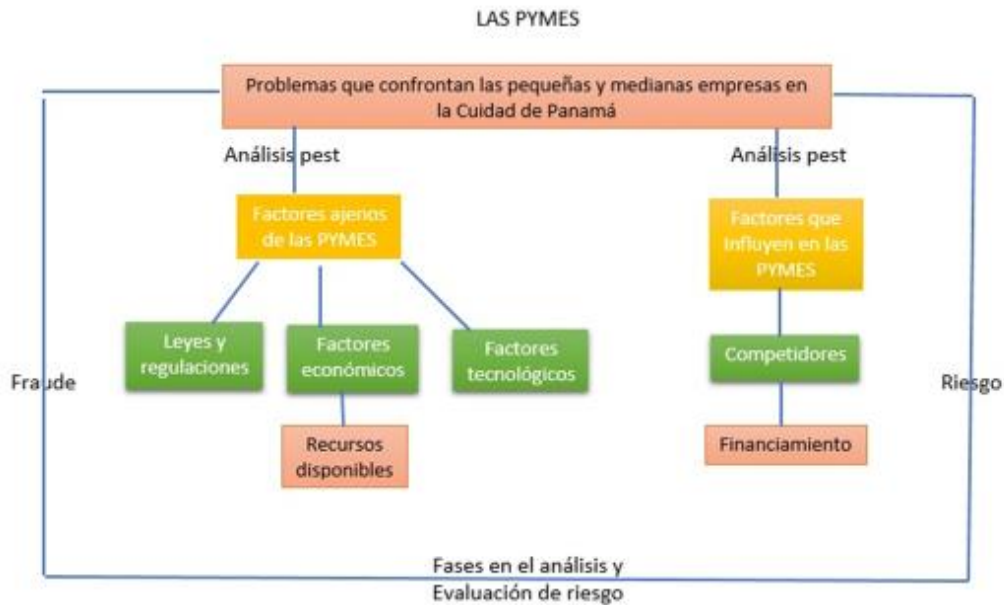 LAS PYMES
Problemas que confrontan las pequeñas y medianas empresas en
la Cuidad de Panamá
Análisis pest
Análisis pest
Factores ajenos
de las PYMES
Factores que
influyen en las
PYMES
Leyes y
regulaciones
Factores
económicos
Factores
tecnológicos
Competidores
Fraude
Riesgo
Recursos
disponibles
Financiamiento
Fases en el análisis y
Evaluación de riesgo